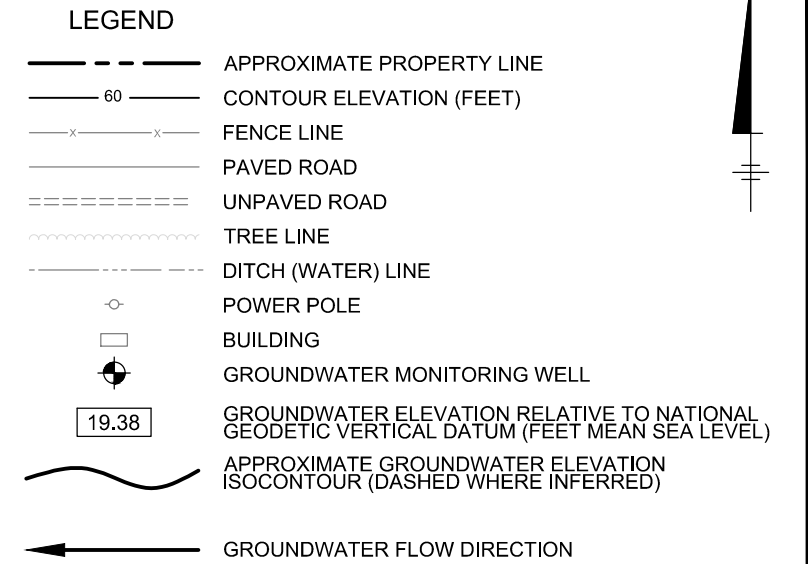 LEGEND
APPROXIMATE PROPERTY LINE
60
CONTOUR ELEVATION (FEET)
x x
FENCE LINE
PAVED ROAD
UNPAVED ROAD
TREE LINE
DITCH (WATER) LINE
POWER POLE
BUILDING
GROUNDWATER MONITORING WELL
19.38
GROUNDWATER ELEVATION RELATIVE TO NATIONAL
GEODETIC VERTICAL DATUM (FEET MEAN SEA LEVEL)
APPROXIMATE GROUNDWATER ELEVATION
ISOCONTOUR (DASHED WHERE INFERRED)
GROUNDWATER FLOW DIRECTION